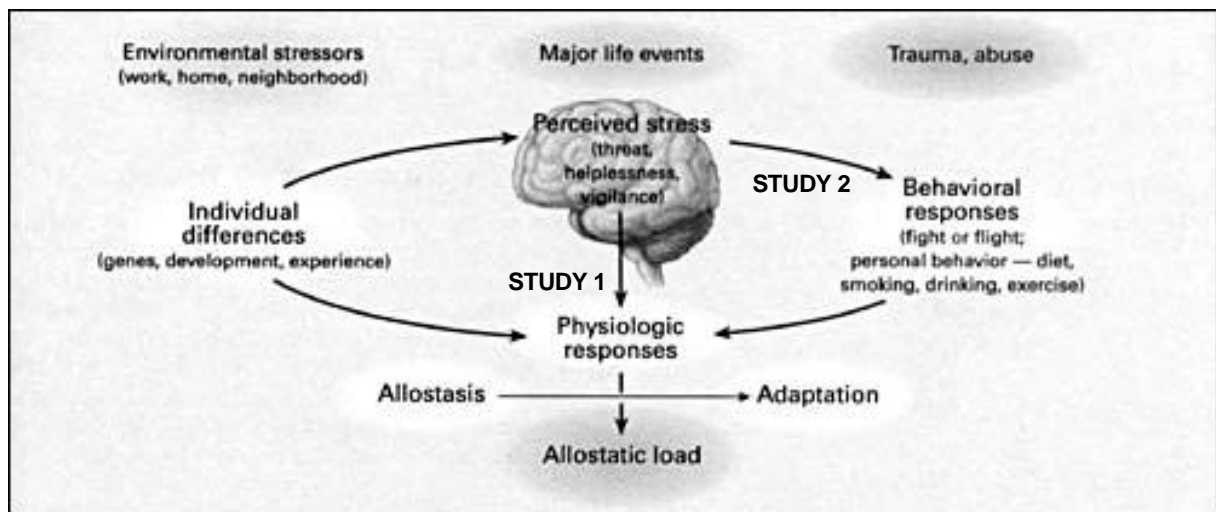 Environmental stressors
(work, home, neighborhood)
Major life events
Trauma, abuse
Perceived stress
(threat,
helplessness,
vigilance)
STUDY 2
Individual
differences
(genes, development, experience)
Behavioral
responses
(fight or flight;
personal behavior — diet,
smoking, drinking, exercise)
STUDY 1
Physiologic
responses
Allostasis
Adaptation
Allostatic load